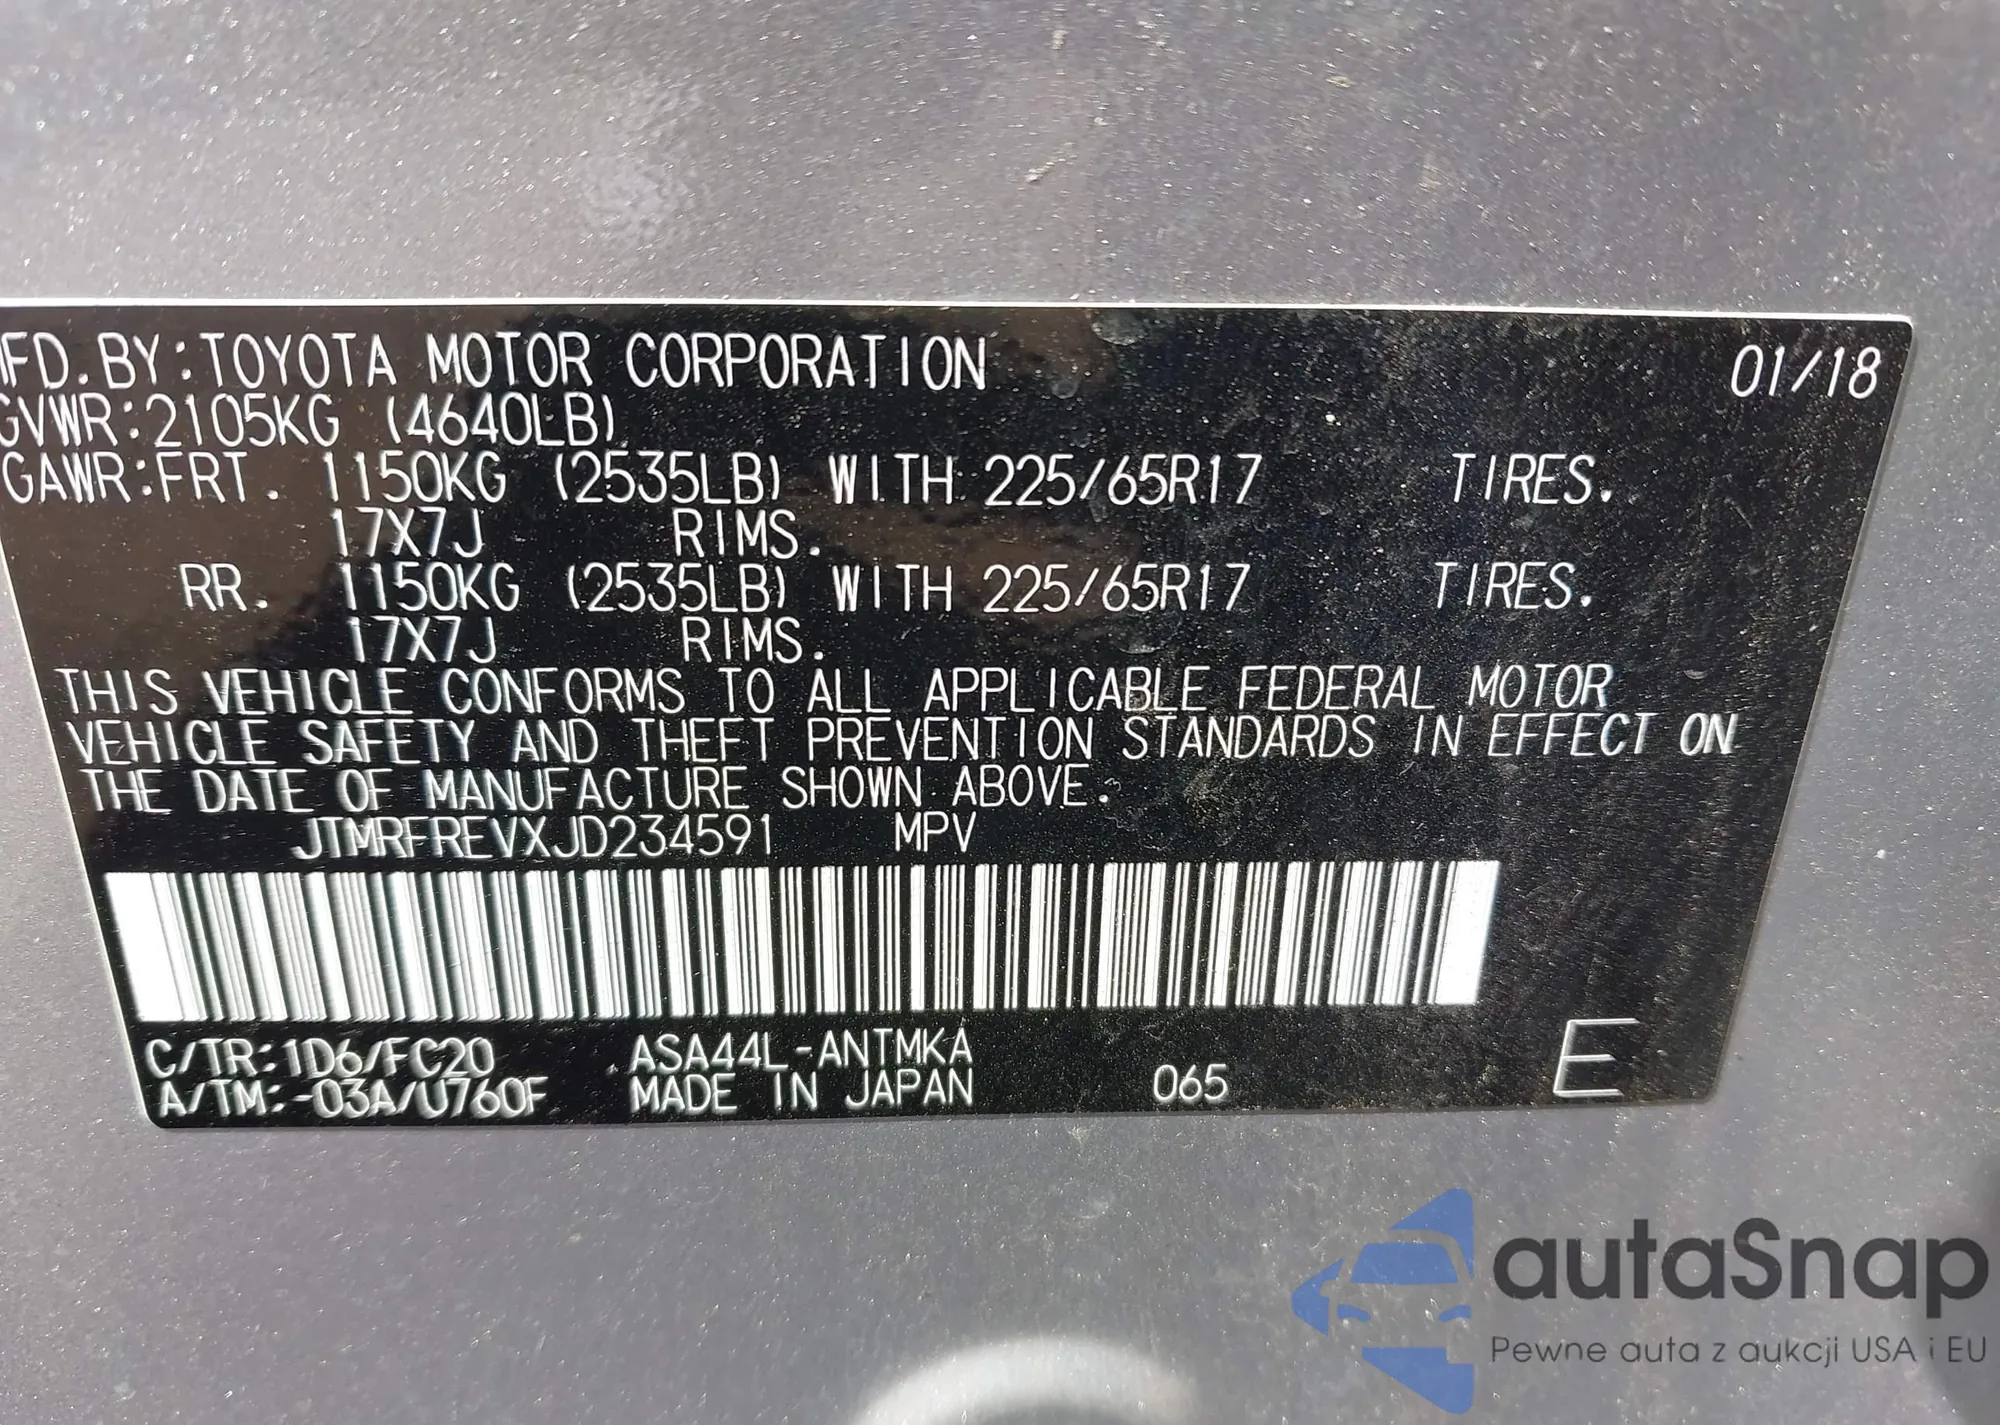 MFD. BY: TOYOTA MOTOR CORPORATION 01/18
GVWR: 2105KG (4640LB)
GAWR: FRT. 1150KG (2535LB) WITH 225/65R17 TIRES.
17X7J RIMS.
RR. 1150KG (2535LB) WITH 225/65R17 TIRES.
17X7J RIMS.
THIS VEHICLE CONFORMS TO ALL APPLICABLE FEDERAL MOTOR
VEHICLE SAFETY AND THEFT PREVENTION STANDARDS IN EFFECT ON
THE DATE OF MANUFACTURE SHOWN ABOVE.
JTMRFREVXJD234591 MPV
C/TR: 1D6/FC20 ASA44L-ANTMKA
A/TM: -03A/U760F MADE IN JAPAN 065 E
autaSnap
Pewne auta z aukcji USA i EU